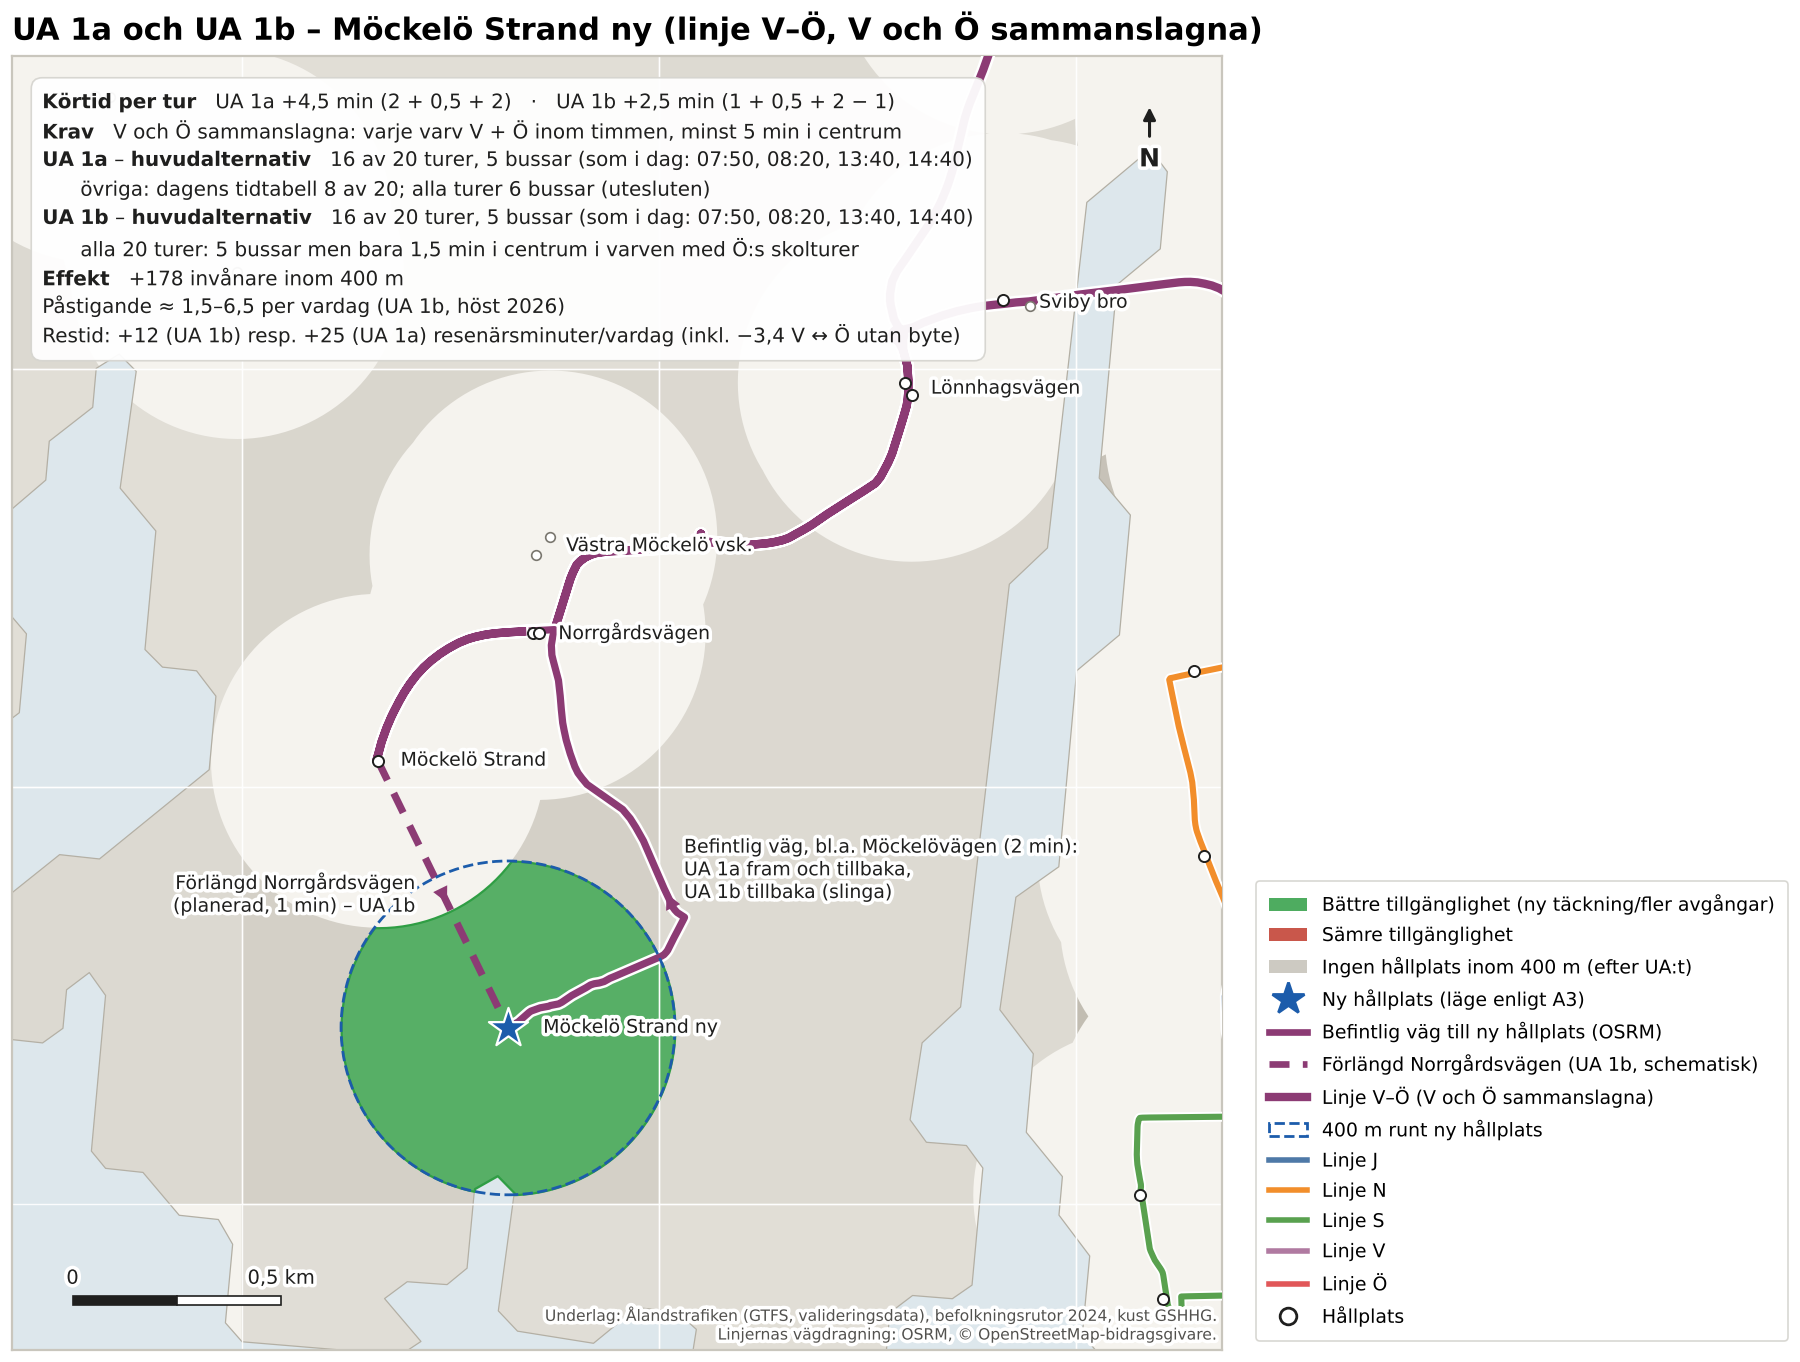 UA 1a och UA 1b – Möckelö Strand ny (linje V–Ö, V och Ö sammanslagna)
Körtid per tur   UA 1a +4,5 min (2 + 0,5 + 2)   ·   UA 1b +2,5 min (1 + 0,5 + 2 − 1)
Krav   V och Ö sammanslagna: varje varv V + Ö inom timmen, minst 5 min i centrum
UA 1a – huvudalternativ   16 av 20 turer, 5 bussar (som i dag: 07:50, 08:20, 13:40, 14:40)
övriga: dagens tidtabell 8 av 20; alla turer 6 bussar (utesluten)
UA 1b – huvudalternativ   16 av 20 turer, 5 bussar (som i dag: 07:50, 08:20, 13:40, 14:40)
alla 20 turer: 5 bussar men bara 1,5 min i centrum i varven med Ö:s skolturer
Effekt   +178 invånare inom 400 m
Påstigande ≈ 1,5–6,5 per vardag (UA 1b, höst 2026)
Restid: +12 (UA 1b) resp. +25 (UA 1a) resenärsminuter/vardag (inkl. −3,4 V ↔ Ö utan byte)
N
Sviby bro
Lönnhagsvägen
Västra Möckelö vsk.
Norrgårdsvägen
Möckelö Strand
Befintlig väg, bl.a. Möckelövägen (2 min):
UA 1a fram och tillbaka,
UA 1b tillbaka (slinga)
Förlängd Norrgårdsvägen
(planerad, 1 min) – UA 1b
Möckelö Strand ny
0
0,5 km
Underlag: Ålandstrafiken (GTFS, valideringsdata), befolkningsrutor 2024, kust GSHHG.
Linjernas vägdragning: OSRM, © OpenStreetMap-bidragsgivare.
Bättre tillgänglighet (ny täckning/fler avgångar)
Sämre tillgänglighet
Ingen hållplats inom 400 m (efter UA:t)
Ny hållplats (läge enligt A3)
Befintlig väg till ny hållplats (OSRM)
Förlängd Norrgårdsvägen (UA 1b, schematisk)
Linje V–Ö (V och Ö sammanslagna)
400 m runt ny hållplats
Linje J
Linje N
Linje S
Linje V
Linje Ö
Hållplats